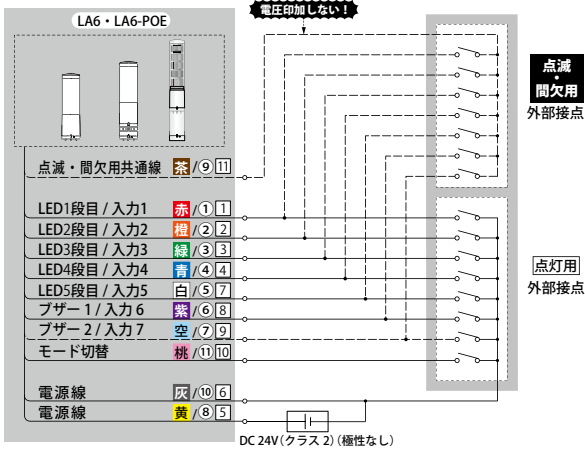 電圧印加しない！
LA6・LA6-POE
点滅・間欠用
外部接点
点滅・間欠用共通線 茶/⑨11
LED1段目 / 入力1 赤/①1
LED2段目 / 入力2 橙/②2
LED3段目 / 入力3 緑/③3
LED4段目 / 入力4 青/④4
LED5段目 / 入力5 白/⑤7
ブザー 1 / 入力 6 紫/⑥8
ブザー 2 / 入力 7 空/⑦9
モード切替 桃/⑪10
点灯用
外部接点
電源線 灰/⑩6
電源線 黄/⑧5
DC 24V（クラス 2）（極性なし）